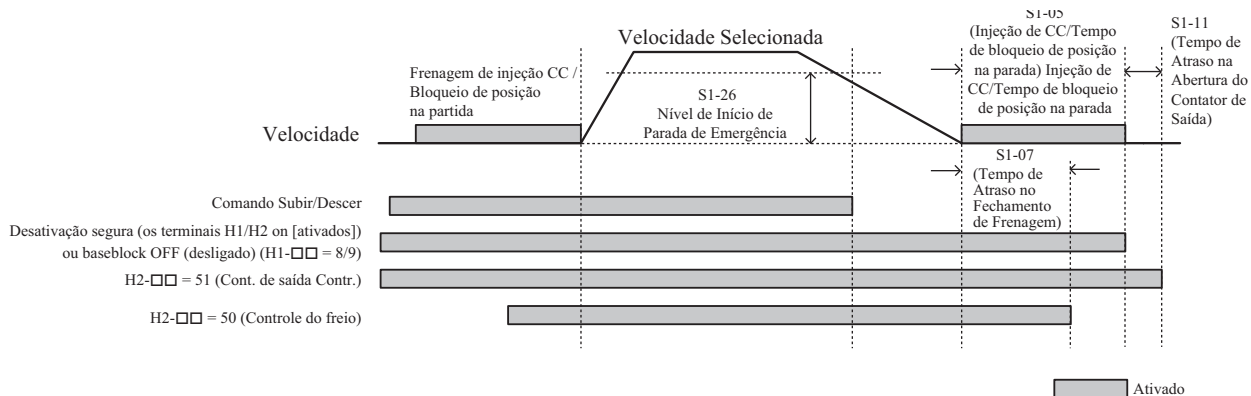 S1-05
(Injeção de CC/Tempo
de bloqueio de posição
na parada) Injeção de
CC/Tempo de bloqueio
de posição na parada
S1-11
(Tempo de
Atraso na
Abertura do
Contator de
Saída)
Velocidade Selecionada
Frenagem de injeção CC /
Bloqueio de posição
na partida
S1-26
Nível de Início de
Parada de Emergência
Velocidade
S1-07
(Tempo de
Atraso no
Fechamento
de Frenagem)
Comando Subir/Descer
Desativação segura (os terminais H1/H2 on [ativados])
ou baseblock OFF (desligado) (H1-□□ = 8/9)
H2-□□ = 51 (Cont. de saída Contr.)
H2-□□ = 50 (Controle do freio)
Ativado